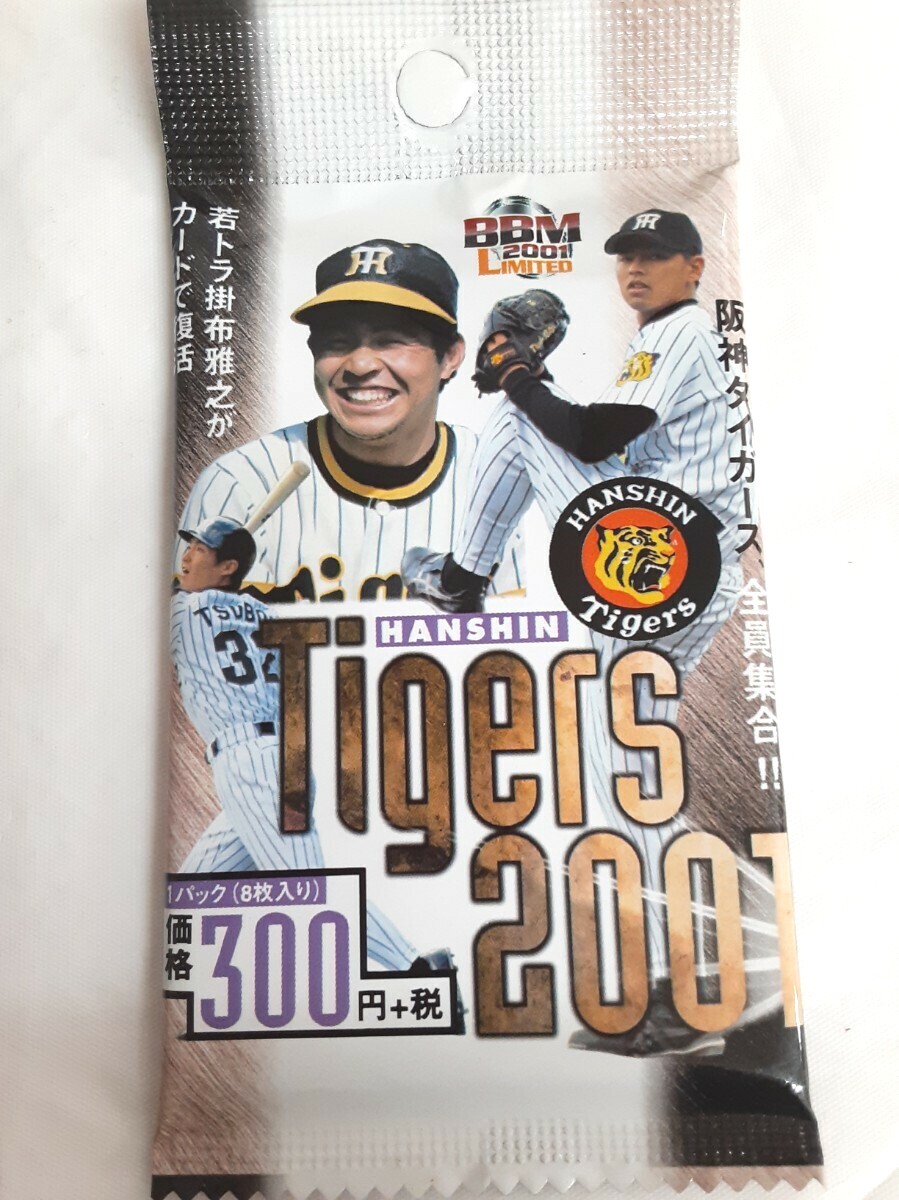 若トラ掛布雅之が
カードで復活
BBM
2001
LIMITED
阪神タイガース、全員集合!!
HANSHIN
Tigers
TSUBO
32
HANSHIN
Tigers
2001
1パック(8枚入り)
価格
300
円+税